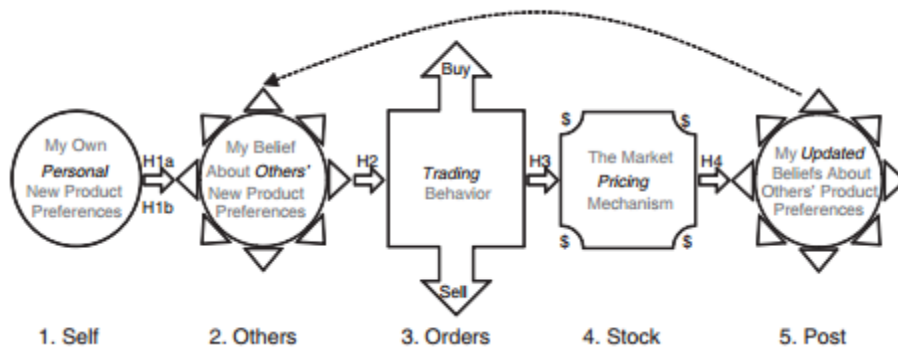 Buy
My Own
Personal
New Product
Preferences
H1a
H1b
My Belief
About Others'
New Product
Preferences
H2
Trading
Behavior
H3
$ $
The Market
Pricing
Mechanism
$ $
H4
My Updated
Beliefs About
Others' Product
Preferences
Sell
1. Self 2. Others 3. Orders 4. Stock 5. Post